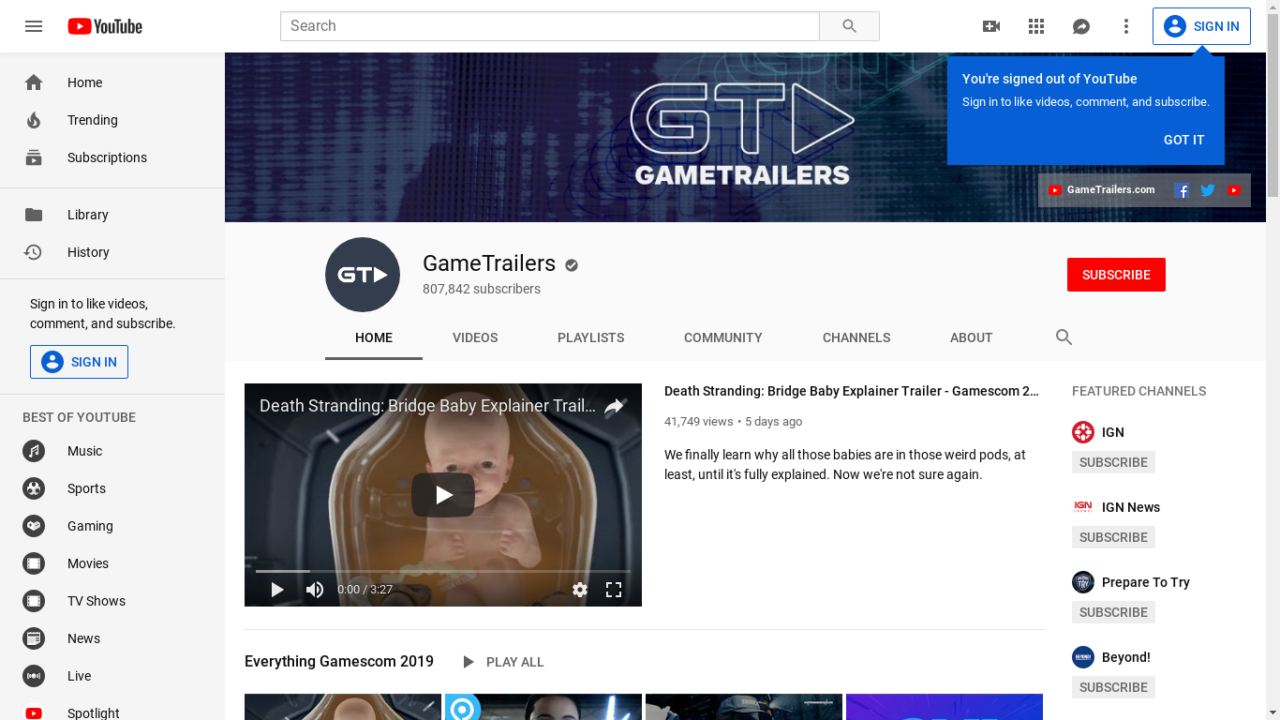 YouTube
Search
SIGN IN
You're signed out of YouTube
Sign in to like videos, comment, and subscribe.
GOT IT
Home
Trending
Subscriptions
Library
History
Sign in to like videos,
comment, and subscribe.
SIGN IN
BEST OF YOUTUBE
Music
Sports
Gaming
Movies
TV Shows
News
Live
Spotlight
GT
GAMETRAILERS
GameTrailers.com
GT
GameTrailers
807,842 subscribers
SUBSCRIBE
HOME
VIDEOS
PLAYLISTS
COMMUNITY
CHANNELS
ABOUT
Death Stranding: Bridge Baby Explainer Trail...
0:00 / 3:27
Death Stranding: Bridge Baby Explainer Trailer - Gamescom 2...
41,749 views • 5 days ago
We finally learn why all those babies are in those weird pods, at
least, until it's fully explained. Now we're not sure again.
Everything Gamescom 2019
PLAY ALL
FEATURED CHANNELS
IGN
SUBSCRIBE
IGN
IGN News
SUBSCRIBE
Prepare To Try
SUBSCRIBE
Beyond!
SUBSCRIBE